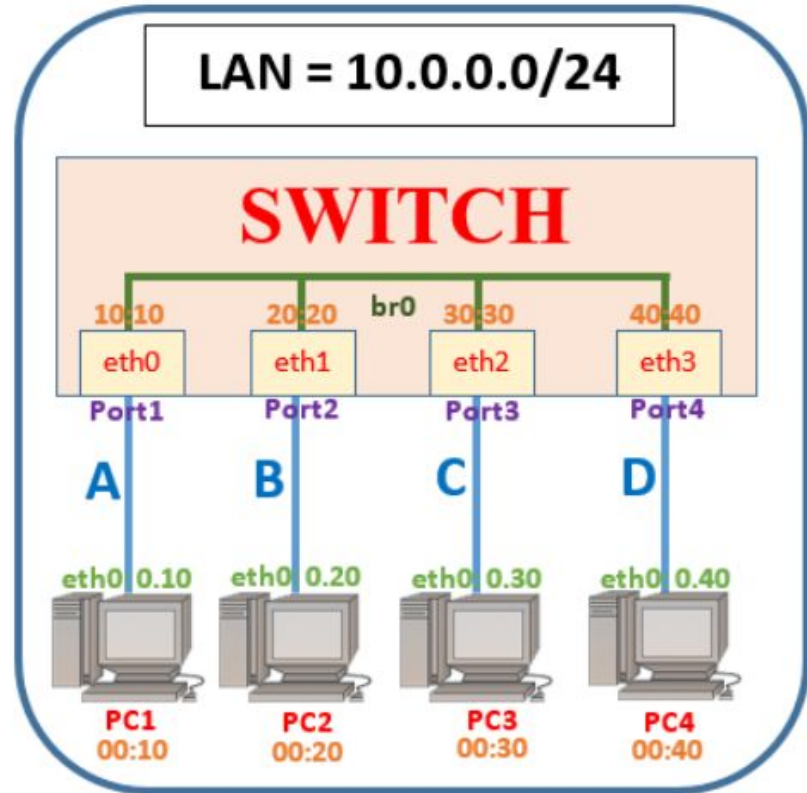 LAN = 10.0.0.0/24
SWITCH
br0
10:10 20:20 30:30 40:40
eth0 eth1 eth2 eth3
Port1 Port2 Port3 Port4
A B C D
eth0 0.10 eth0 0.20 eth0 0.30 eth0 0.40
PC1 PC2 PC3 PC4
00:10 00:20 00:30 00:40